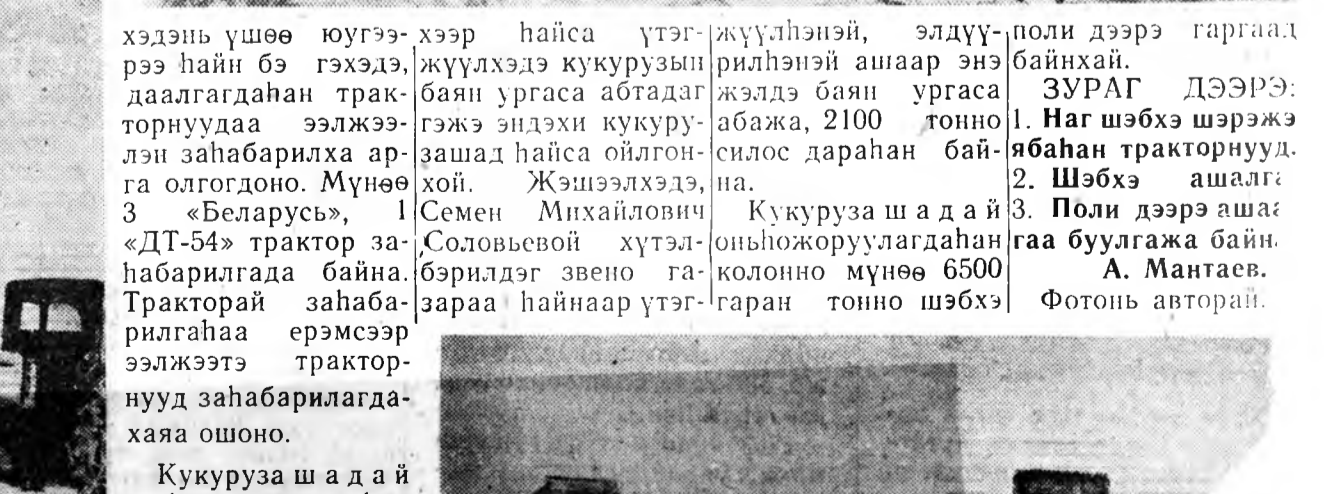 хэдэнь үшөө югээ-
рээ һайн бэ гэхэдэ,
даалгагдаһан трак-
торнуудаа ээлжээ-
лэн заһабарилха ар-
га олгогдоно. Мүнөө
3 «Беларусь», 1
«ДТ-54» трактор за-
һабарилгада байна.
Тракторай заһаба-
рилгаһаа ерэмсээр
ээлжээтэ трактор-
нууд заһабарилагда-
хаяа ошоно.
Кукуруза ш а д а й
хээр һайса үтэг-
жүүлхэдэ кукурузын
баян ургаса абтадаг
гэжэ эндэхи кукуру-
зашад һайса ойлгон-
хой. Жэшээлхэдэ,
Семен Михайлович
Соловьевой хүтэл-
бэрилдэг звено га-
зараа һайнаар үтэг-
жүүлһэнэй, элдүү-
рилһэнэй ашаар энэ
жэлдэ баян ургаса
абажа, 2100 тонно
силос дараһан бай-
на.
Кукуруза ш а д а й
оньһожоруулагдаһан
колонно мүнөө 6500
гаран тонно шэбхэ
поли дээрэ гаргаад
байнхай.
ЗУРАГ ДЭЭРЭ:
1. Наг шэбхэ шэрэжэ
ябаһан тракторнууд.
2. Шэбхэ
3. Поли дээрэ
гаа буулгажа байн.
А. Мантаев.
Фотонь авторай.